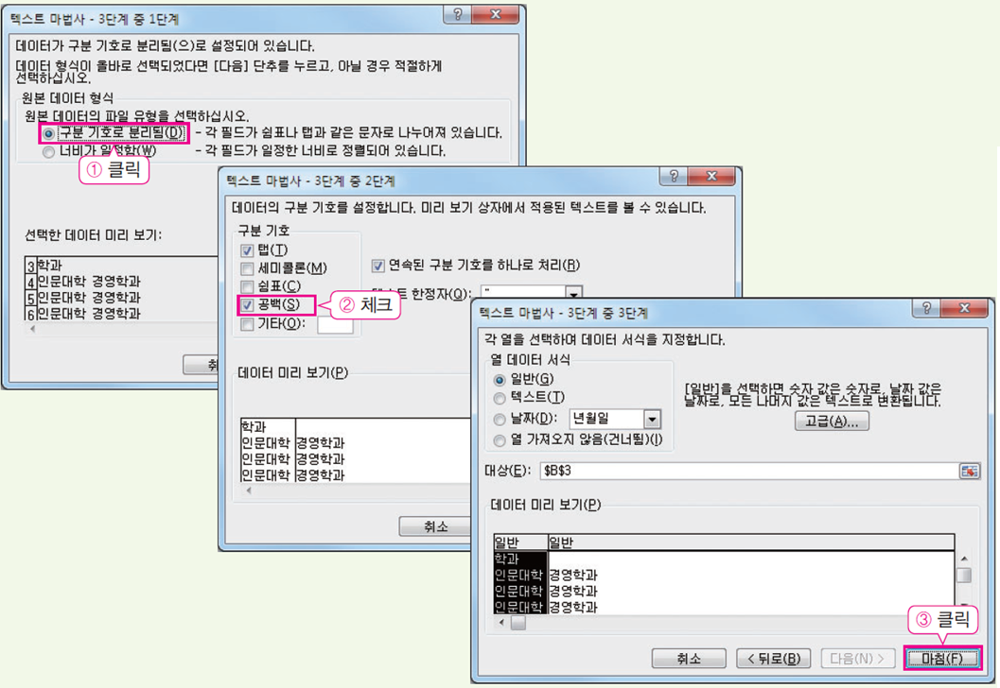 텍스트 마법사 - 3단계 중 1단계
데이터가 구분 기호로 분리됨(으)로 설정되어 있습니다.
데이터 형식이 올바로 선택되었다면 [다음] 단추를 누르고, 아닐 경우 적절하게
선택하십시오.
원본 데이터 형식
원본 데이터의 파일 유형을 선택하십시오.
구분 기호로 분리됨(D) - 각 필드가 쉼표나 탭과 같은 문자로 나누어져 있습니다.
너비가 일정함(W) - 각 필드가 일정한 너비로 정렬되어 있습니다.
① 클릭
선택한 데이터 미리 보기:
3 학과
4 인문대학 경영학과
5 인문대학 경영학과
6 인문대학 경영학과
텍스트 마법사 - 3단계 중 2단계
데이터의 구분 기호를 설정합니다. 미리 보기 상자에서 적용된 텍스트를 볼 수 있습니다.
구분 기호
탭(T)
세미콜론(M)
쉼표(C)
공백(S)
기타(O):
연속된 구분 기호를 하나로 처리(R)
한정자(Q): "
② 체크
데이터 미리 보기(P)
학과
인문대학 경영학과
인문대학 경영학과
인문대학 경영학과
취소
텍스트 마법사 - 3단계 중 3단계
각 열을 선택하여 데이터 서식을 지정합니다.
열 데이터 서식
일반(G)
텍스트(T)
날짜(D): 년월일
열 가져오지 않음(건너뜀)(I)
[일반]을 선택하면 숫자 값은 숫자로, 날짜 값은
날짜로, 모든 나머지 값은 텍스트로 변환됩니다.
고급(A)...
대상(E): $B$3
데이터 미리 보기(P)
일반 일반
학과
인문대학 경영학과
인문대학 경영학과
인문대학 경영학과
③ 클릭
취소 < 뒤로(B) 다음(N) > 마침(F)